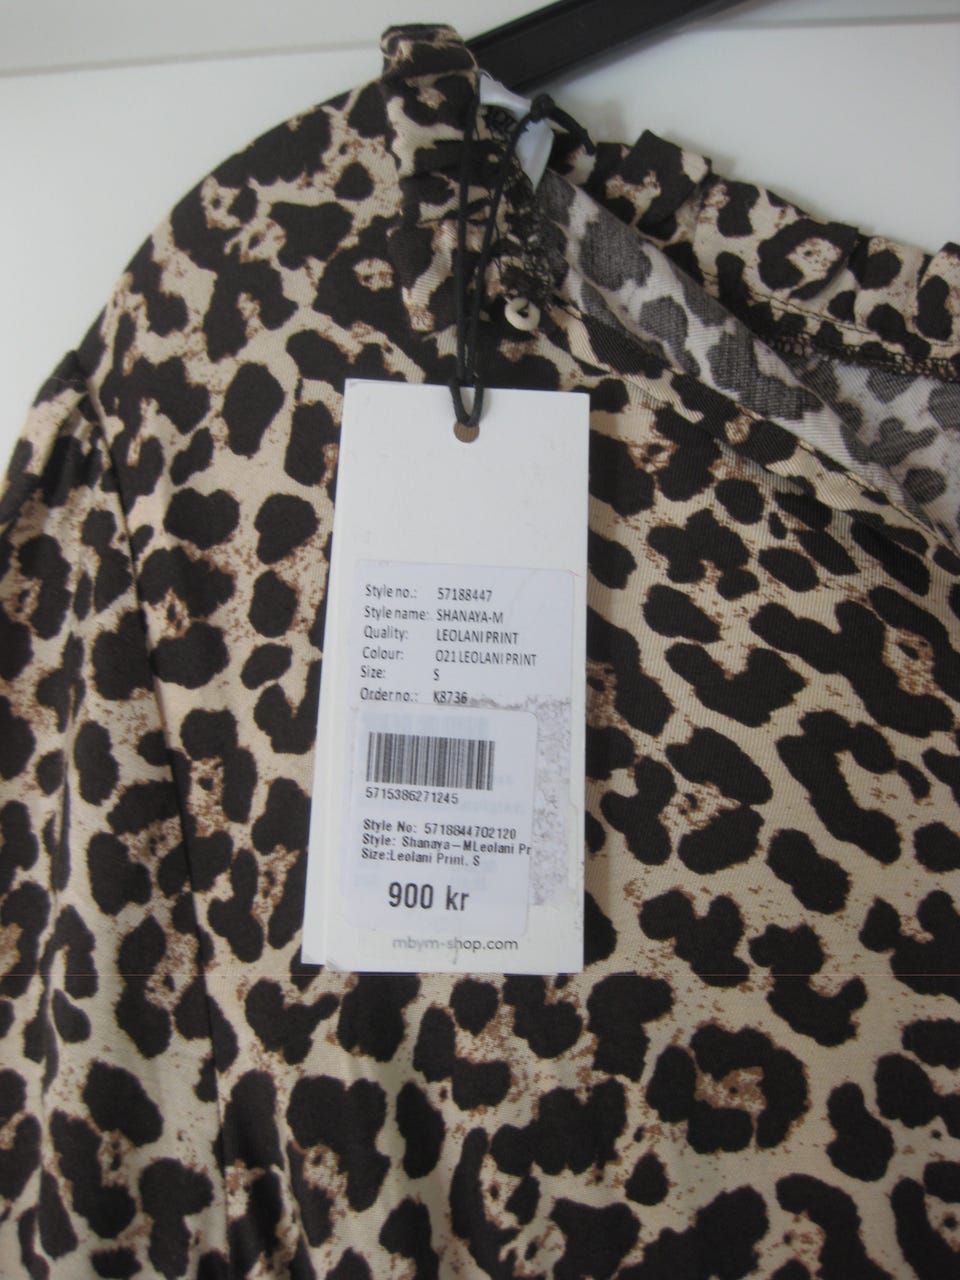 Style no.: 57188447
Style name: SHANAYA-M
Quality: LEOLANI PRINT
Colour: O21 LEOLANI PRINT
Size: S
Order no.: K8736
5715386271245
Style No: 5718844702120
Style: Shanaya-MLeolani Pr
Size:Leolani Print. S
900 kr
mbym-shop.com